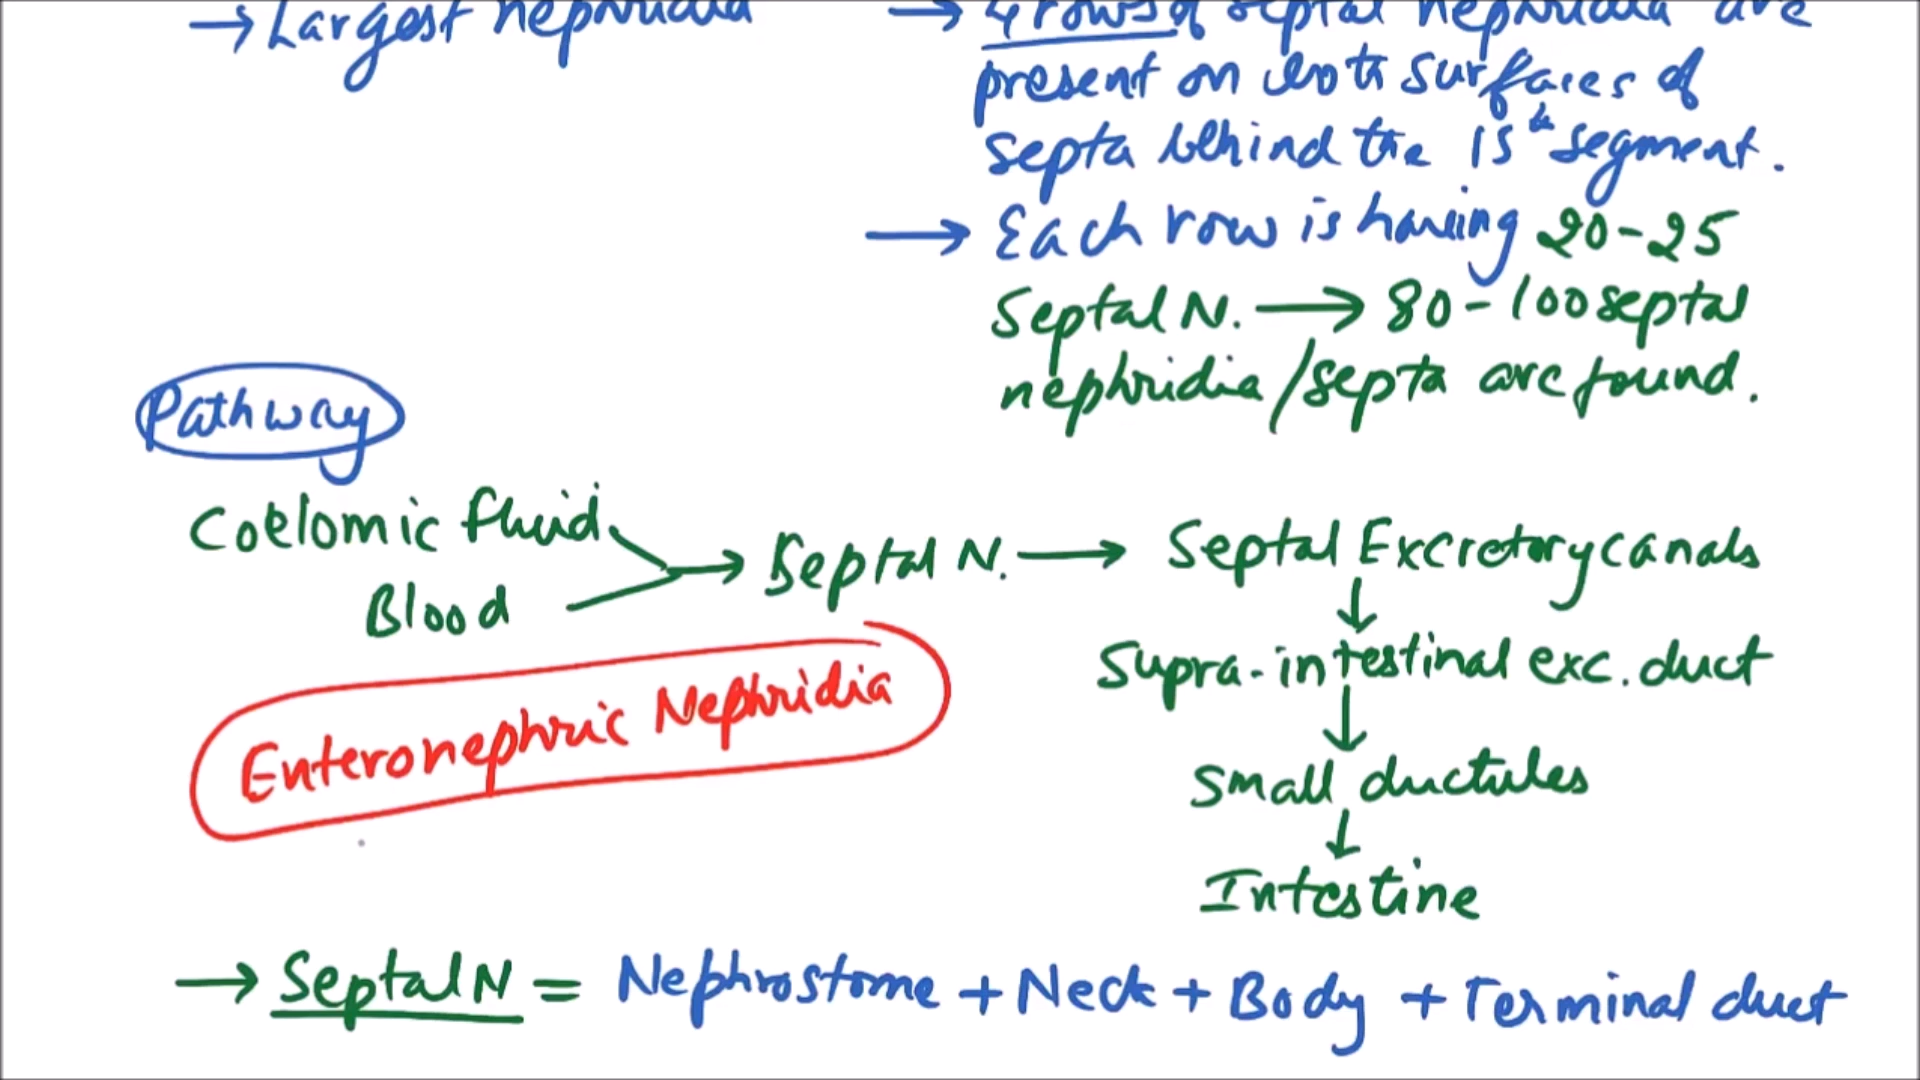 → Largest nephridia
→ 4 rows of septal nephridia are
present on both surfaces of
septa behind the 15th segment.
→ Each row is having 20-25
Septal N. → 80-100 septal
nephridia/septa are found.
Pathway
Coelomic fluid
Blood
→ Septal N. → Septal Excretory canals
↓
Supra-intestinal exc. duct
↓
Small ductules
↓
Intestine
Enteronephric Nephridia
→ Septal N = Nephrostome + Neck + Body + Terminal duct